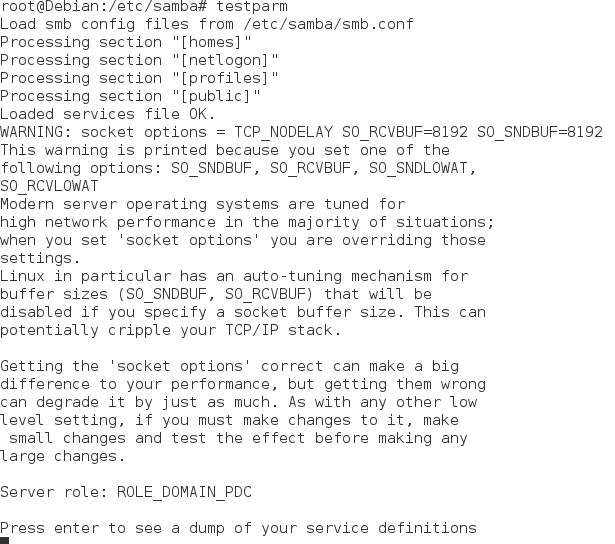 root@Debian:/etc/samba# testparm
Load smb config files from /etc/samba/smb.conf
Processing section "[homes]"
Processing section "[netlogon]"
Processing section "[profiles]"
Processing section "[public]"
Loaded services file OK.
WARNING: socket options = TCP_NODELAY SO_RCVBUF=8192 SO_SNDBUF=8192
This warning is printed because you set one of the
following options: SO_SNDBUF, SO_RCVBUF, SO_SNDLOWAT,
SO_RCVLOWAT
Modern server operating systems are tuned for
high network performance in the majority of situations;
when you set 'socket options' you are overriding those
settings.
Linux in particular has an auto-tuning mechanism for
buffer sizes (SO_SNDBUF, SO_RCVBUF) that will be
disabled if you specify a socket buffer size. This can
potentially cripple your TCP/IP stack.

Getting the 'socket options' correct can make a big
difference to your performance, but getting them wrong
can degrade it by just as much. As with any other low
level setting, if you must make changes to it, make
 small changes and test the effect before making any
large changes.

Server role: ROLE_DOMAIN_PDC

Press enter to see a dump of your service definitions